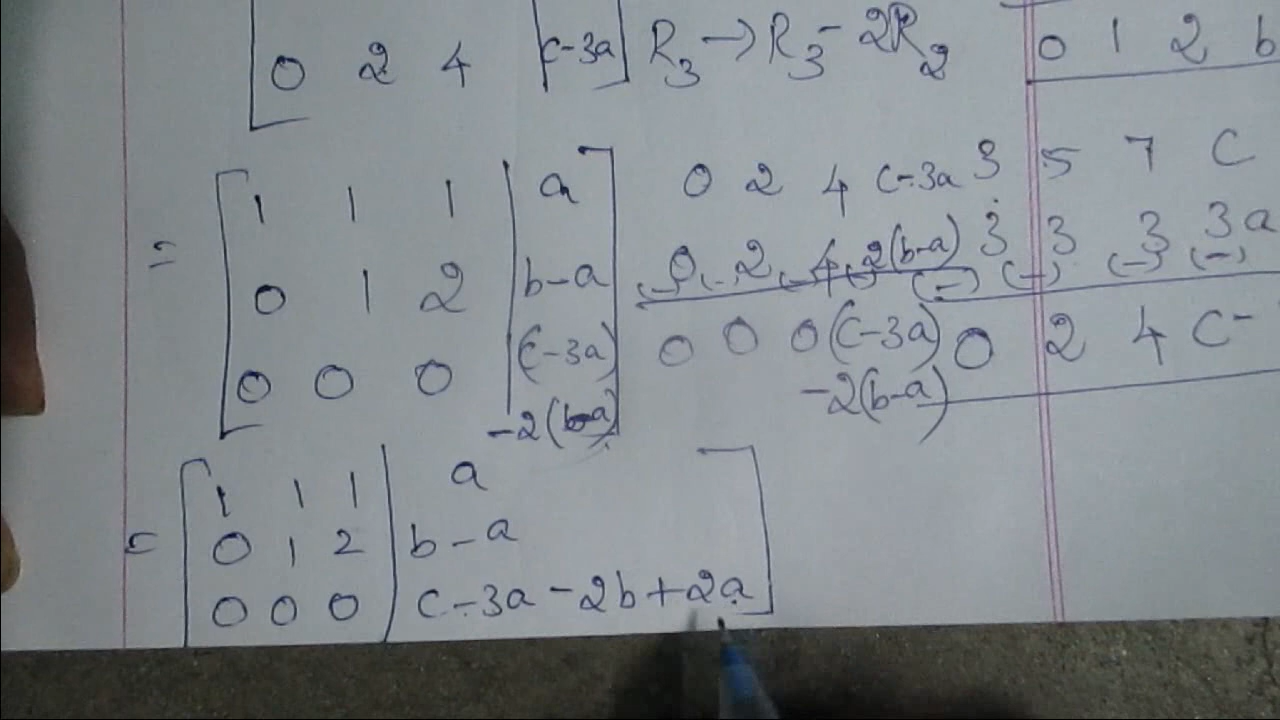 0 2 4 | c-3a ] R3 → R3 - 2R2
0 1 2 b
= [ 1 1 1 | a ]
0 1 2 | b-a
0 0 0 | (c-3a)
-2(b-a)
0 2 4 c-3a
0 2 4 2(b-a)
(-) (-) (-) (-)
0 0 0 (c-3a)
-2(b-a)
3 5 7 c
3 3 3 3a
(-) (-) (-) (-)
0 2 4 c-
= [ 1 1 1 | a ]
0 1 2 | b-a
0 0 0 | c-3a-2b+2a